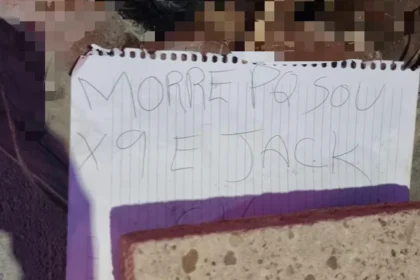 MORRE PQ SOU
X9 E JACK